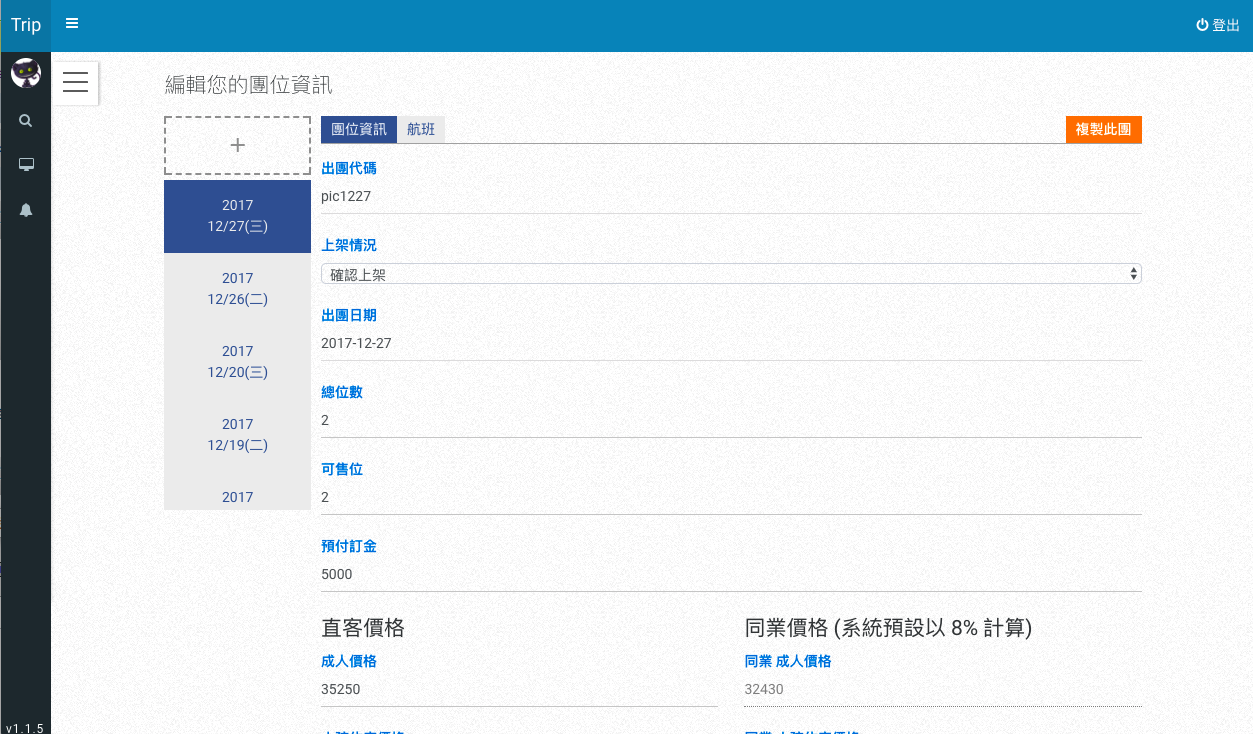 Trip
登出
編輯您的團位資訊
+
2017
12/27(三)
2017
12/26(二)
2017
12/20(三)
2017
12/19(二)
2017
團位資訊 航班 複製此團
出團代碼
pic1227
上架情況
確認上架
出團日期
2017-12-27
總位數
2
可售位
2
預付訂金
5000
直客價格
成人價格
35250
同業價格 (系統預設以 8% 計算)
同業 成人價格
32430
v1.1.5